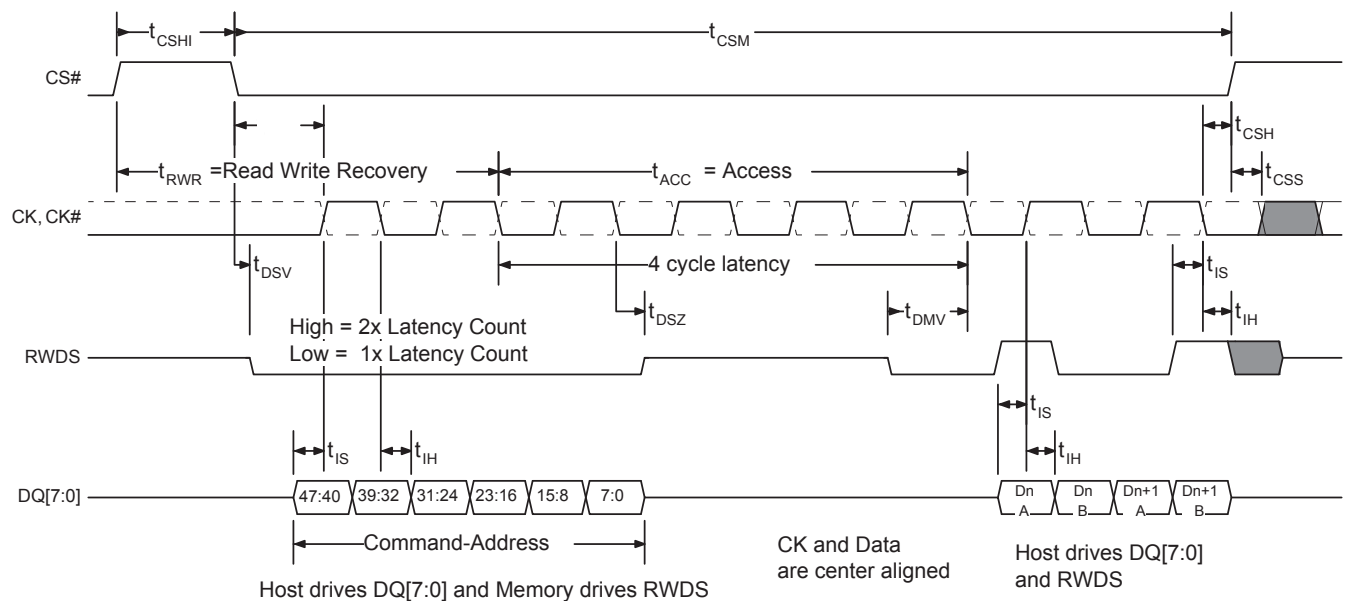 tCSHI
tCSM
CS#
tCSH
tRWR =Read Write Recovery
tACC = Access
tCSS
CK, CK#
tDSV
4 cycle latency
tIS
tDSZ
tDMV
tIH
High = 2x Latency Count
Low = 1x Latency Count
RWDS
tIS
tIS
tIH
tIH
DQ[7:0]
47:40 39:32 31:24 23:16 15:8 7:0
Dn A Dn B Dn+1 A Dn+1 B
Command-Address
CK and Data
are center aligned
Host drives DQ[7:0]
and RWDS
Host drives DQ[7:0] and Memory drives RWDS